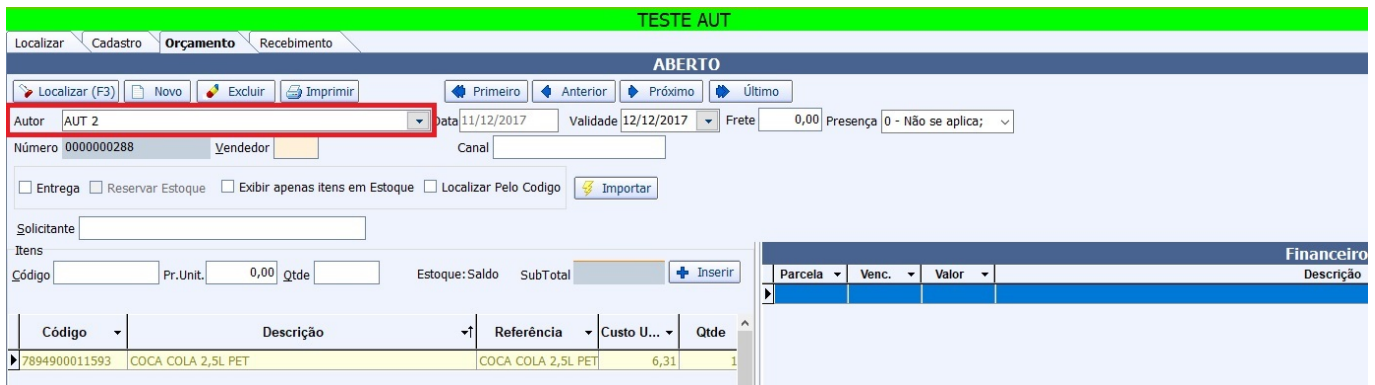 TESTE AUT
Localizar Cadastro Orçamento Recebimento
ABERTO
Localizar (F3) Novo Excluir Imprimir Primeiro Anterior Próximo Último
Autor AUT 2 Data 11/12/2017 Validade 12/12/2017 Frete 0,00 Presença 0 - Não se aplica;
Número 0000000288 Vendedor Canal
Entrega Reservar Estoque Exibir apenas itens em Estoque Localizar Pelo Codigo Importar
Solicitante
Itens Financeiro
Código Pr.Unit. 0,00 Qtde Estoque: Saldo SubTotal Inserir Parcela Venc. Valor Descrição
Código Descrição Referência Custo U... Qtde
7894900011593 COCA COLA 2,5L PET COCA COLA 2,5L PET 6,31 1